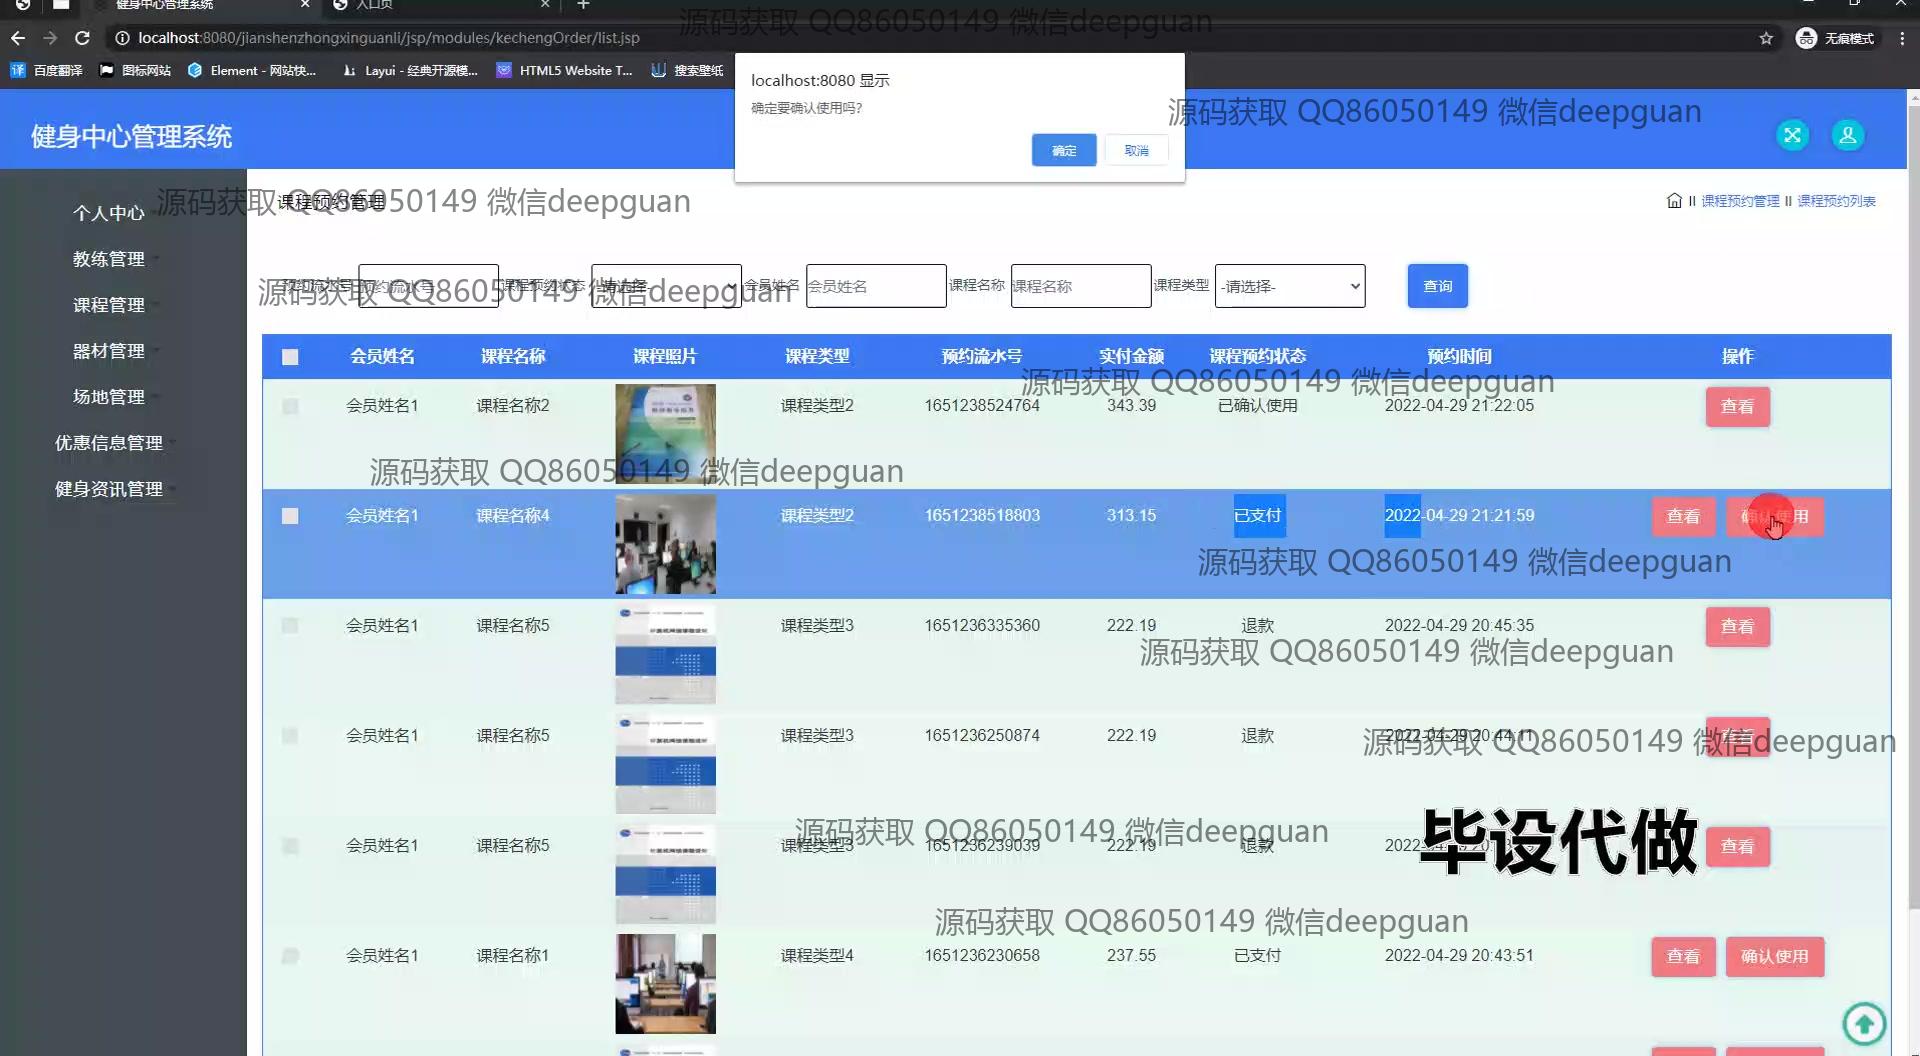 健身中心管理系统
入口页
localhost:8080/jianshenzhongxinguanli/jsp/modules/kechengOrder/list.jsp
无痕模式
百度翻译
图标网站
Element - 网站快...
Layui - 经典开源模...
HTML5 Website T...
搜索壁纸
源码获取 QQ86050149 微信deepguan
localhost:8080 显示
确定要确认使用吗?
确定
取消
源码获取 QQ86050149 微信deepguan
健身中心管理系统
个人中心
教练管理
课程管理
器材管理
场地管理
优惠信息管理
健身资讯管理
源码获取 QQ86050149 微信deepguan
课程预约管理
课程预约管理
课程预约列表
预约流水号
预约流水号
课程预约状态
-请选择-
会员姓名
会员姓名
课程名称
课程名称
课程类型
-请选择-
查询
源码获取 QQ86050149 微信deepguan
会员姓名 课程名称 课程照片 课程类型 预约流水号 实付金额 课程预约状态 预约时间 操作
源码获取 QQ86050149 微信deepguan
会员姓名1 课程名称2 课程类型2 1651238524764 343.39 已确认使用 2022-04-29 21:22:05 查看
源码获取 QQ86050149 微信deepguan
会员姓名1 课程名称4 课程类型2 1651238518803 313.15 已支付 2022-04-29 21:21:59 查看 确认使用
源码获取 QQ86050149 微信deepguan
会员姓名1 课程名称5 课程类型3 1651236335360 222.19 退款 2022-04-29 20:45:35 查看
源码获取 QQ86050149 微信deepguan
会员姓名1 课程名称5 课程类型3 1651236250874 222.19 退款 2022-04-29 20:44:11 查看
源码获取 QQ86050149 微信deepguan
源码获取 QQ86050149 微信deepguan
会员姓名1 课程名称5 课程类型3 1651236239039 222.19 退款 查看
毕设代做
源码获取 QQ86050149 微信deepguan
会员姓名1 课程名称1 课程类型4 1651236230658 237.55 已支付 2022-04-29 20:43:51 查看 确认使用